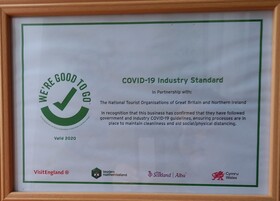 WE'RE GOOD TO GO
Valid 2020
COVID-19 Industry Standard
in Partnership with:
The National Tourist Organisations of Great Britain and Northern Ireland
In recognition that this business has confirmed that they have followed
government and industry COVID-19 guidelines, ensuring processes are in
place to maintain cleanliness and aid social/physical distancing.
VisitEngland
Scotland | Alba
Cymru
Wales